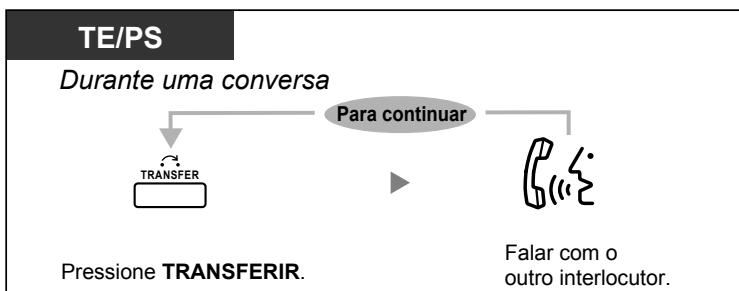 TE/PS
Durante uma conversa
Para continuar
TRANSFER
Pressione TRANSFERIR.
Falar com o
outro interlocutor.